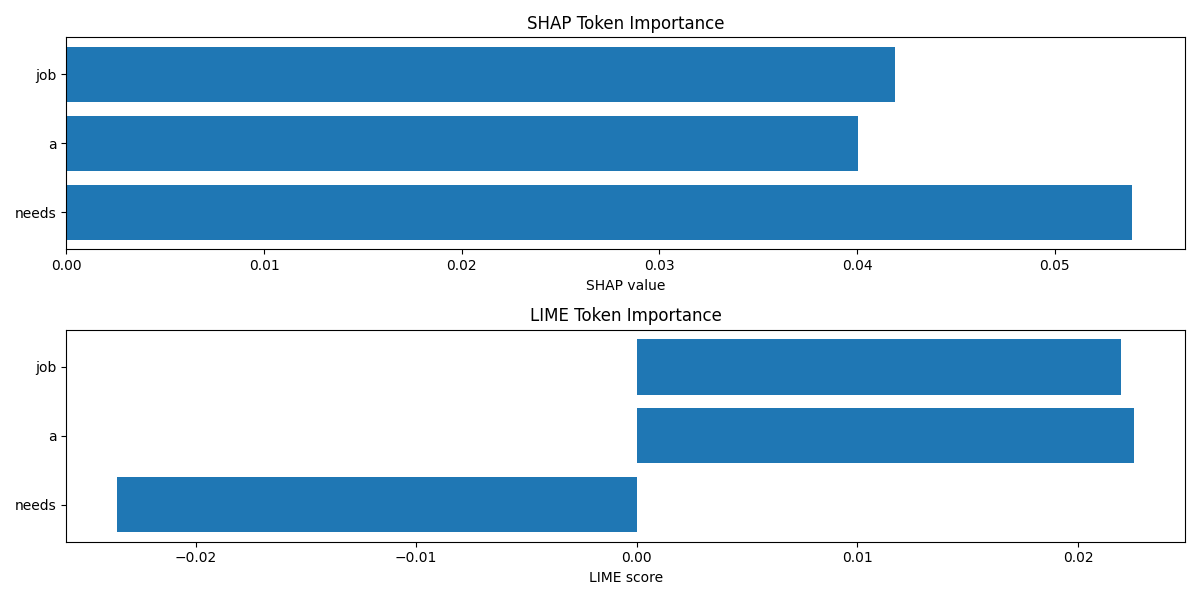 SHAP Token Importance
job
a
needs
0.00 0.01 0.02 0.03 0.04 0.05
SHAP value
LIME Token Importance
job
a
needs
−0.02 −0.01 0.00 0.01 0.02
LIME score